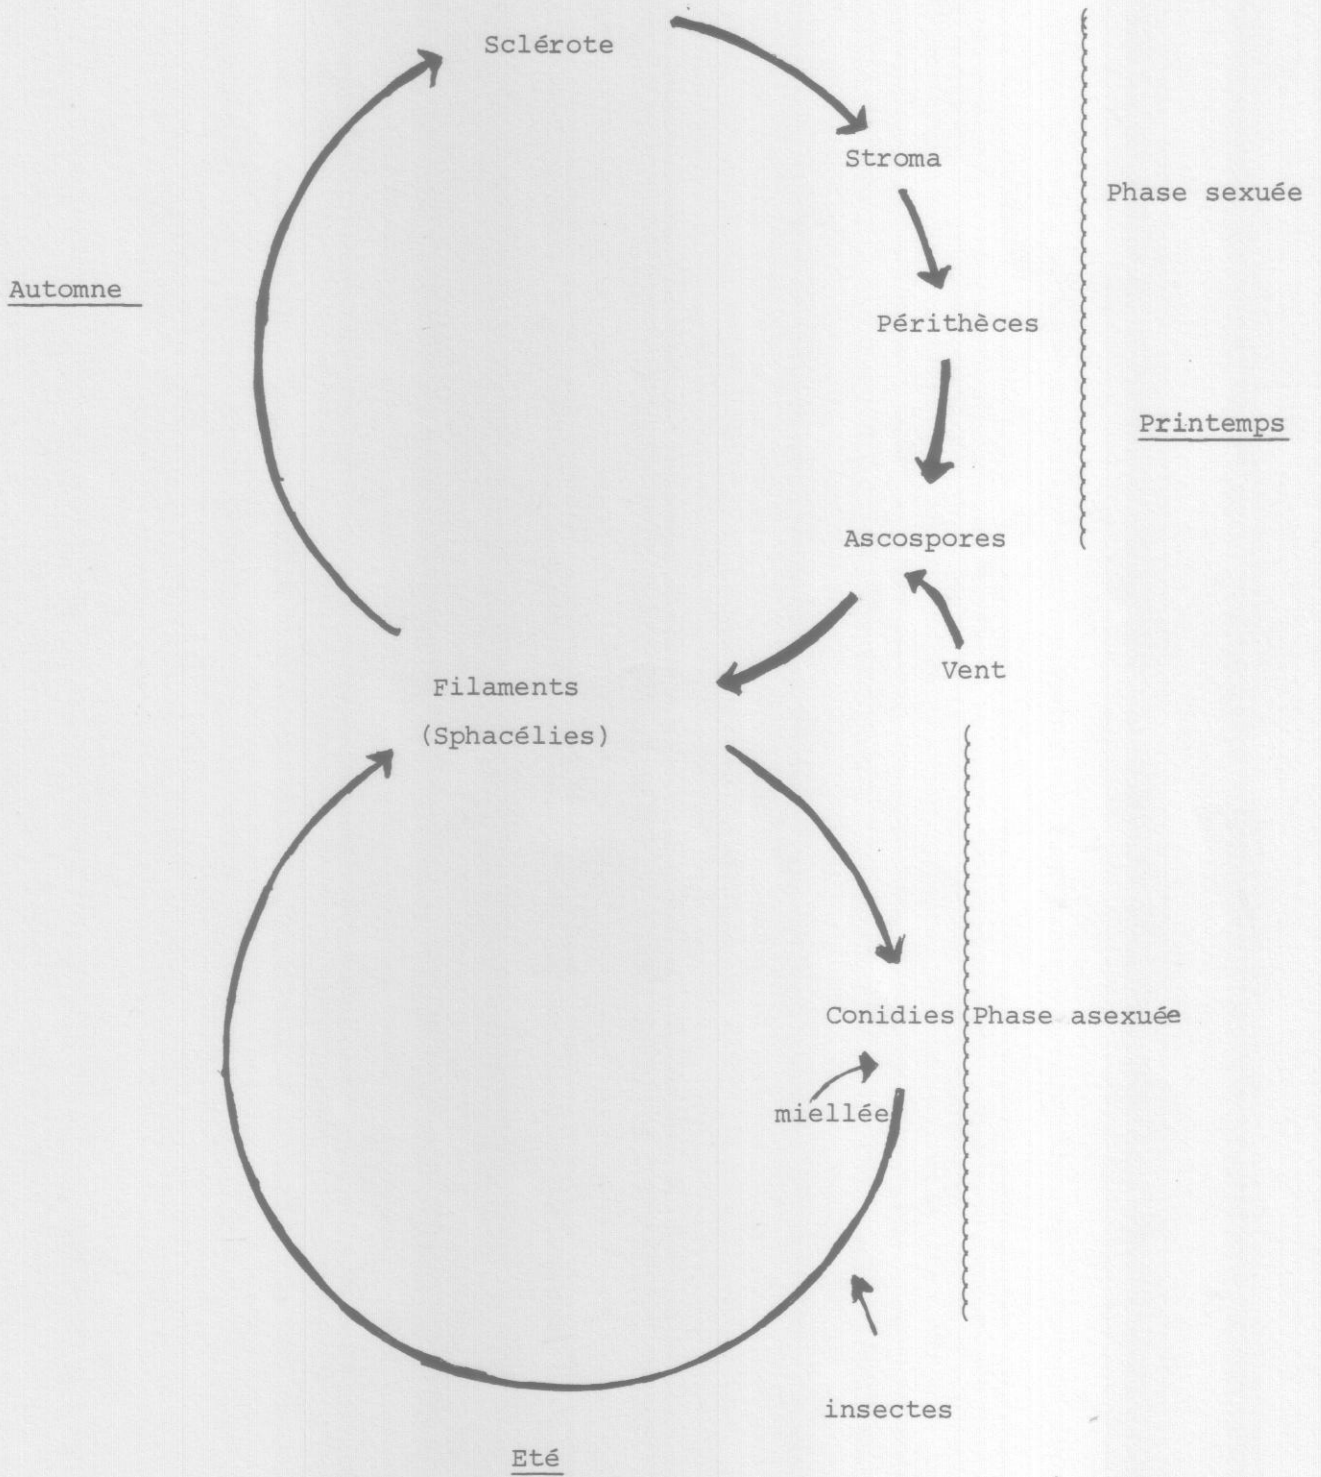 Sclérote
Stroma
Phase sexuée
Automne
Périthèces
Printemps
Ascospores
Vent
Filaments
(Sphacélies)
Conidies
Phase asexuée
miellée
insectes
Eté